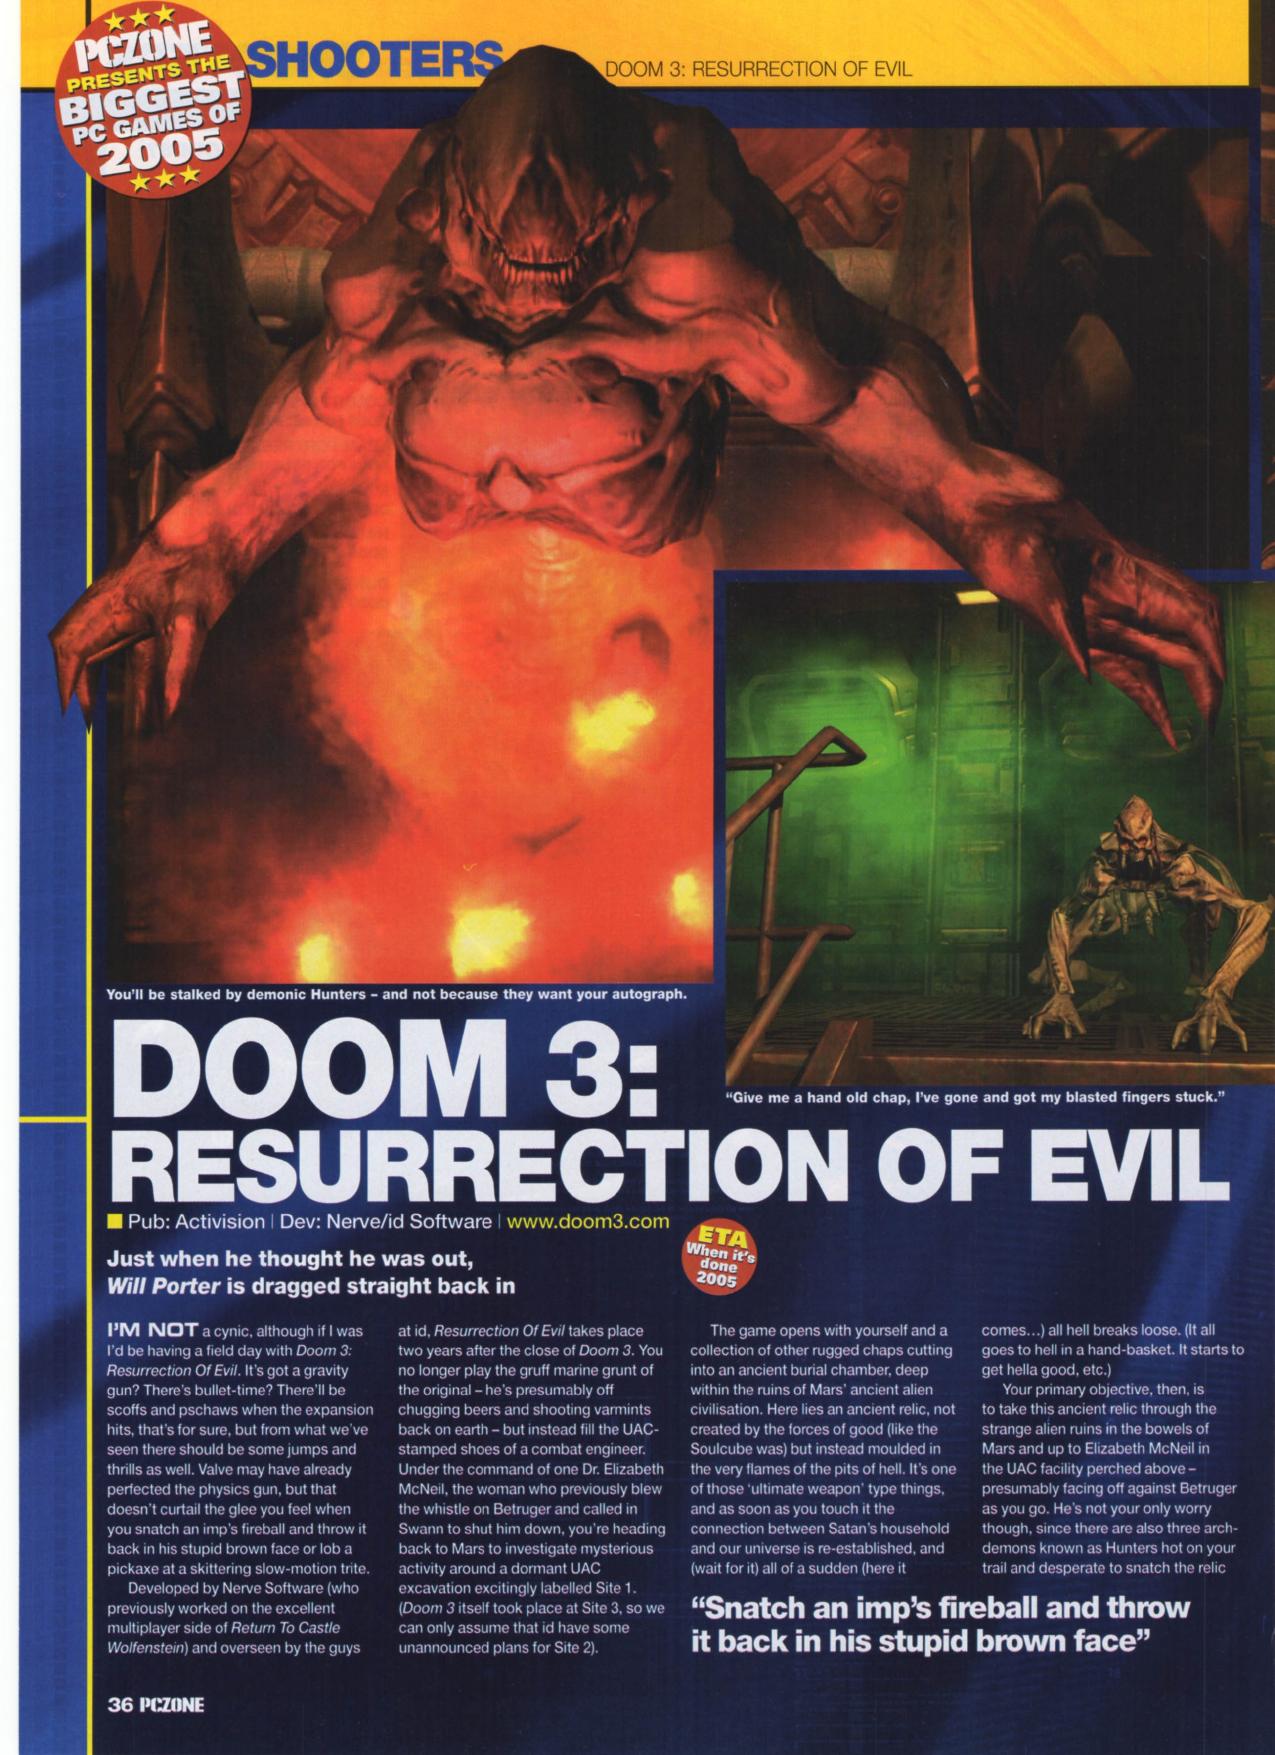 ★★★
PCZONE
PRESENTS THE
BIGGEST
PC GAMES OF
2005
★★★
SHOOTERS
DOOM 3: RESURRECTION OF EVIL
You'll be stalked by demonic Hunters – and not because they want your autograph.
"Give me a hand old chap, I've gone and got my blasted fingers stuck."
DOOM 3:
RESURRECTION OF EVIL
Pub: Activision | Dev: Nerve/id Software | www.doom3.com
ETA
When it's
done
2005
Just when he thought he was out,
Will Porter is dragged straight back in
I'M NOT a cynic, although if I was
I'd be having a field day with Doom 3:
Resurrection Of Evil. It's got a gravity
gun? There's bullet-time? There'll be
scoffs and pschaws when the expansion
hits, that's for sure, but from what we've
seen there should be some jumps and
thrills as well. Valve may have already
perfected the physics gun, but that
doesn't curtail the glee you feel when
you snatch an imp's fireball and throw it
back in his stupid brown face or lob a
pickaxe at a skittering slow-motion trite.
Developed by Nerve Software (who
previously worked on the excellent
multiplayer side of Return To Castle
Wolfenstein) and overseen by the guys
at id, Resurrection Of Evil takes place
two years after the close of Doom 3. You
no longer play the gruff marine grunt of
the original – he's presumably off
chugging beers and shooting varmints
back on earth – but instead fill the UAC-
stamped shoes of a combat engineer.
Under the command of one Dr. Elizabeth
McNeil, the woman who previously blew
the whistle on Betruger and called in
Swann to shut him down, you're heading
back to Mars to investigate mysterious
activity around a dormant UAC
excavation excitingly labelled Site 1.
(Doom 3 itself took place at Site 3, so we
can only assume that id have some
unannounced plans for Site 2).
The game opens with yourself and a
collection of other rugged chaps cutting
into an ancient burial chamber, deep
within the ruins of Mars' ancient alien
civilisation. Here lies an ancient relic, not
created by the forces of good (like the
Soulcube was) but instead moulded in
the very flames of the pits of hell. It's one
of those 'ultimate weapon' type things,
and as soon as you touch it the
connection between Satan's household
and our universe is re-established, and
(wait for it) all of a sudden (here it
comes...) all hell breaks loose. (It all
goes to hell in a hand-basket. It starts to
get hella good, etc.)
Your primary objective, then, is
to take this ancient relic through the
strange alien ruins in the bowels of
Mars and up to Elizabeth McNeil in
the UAC facility perched above –
presumably facing off against Betruger
as you go. He's not your only worry
though, since there are also three arch-
demons known as Hunters hot on your
trail and desperate to snatch the relic
"Snatch an imp's fireball and throw
it back in his stupid brown face"
36 PCZONE